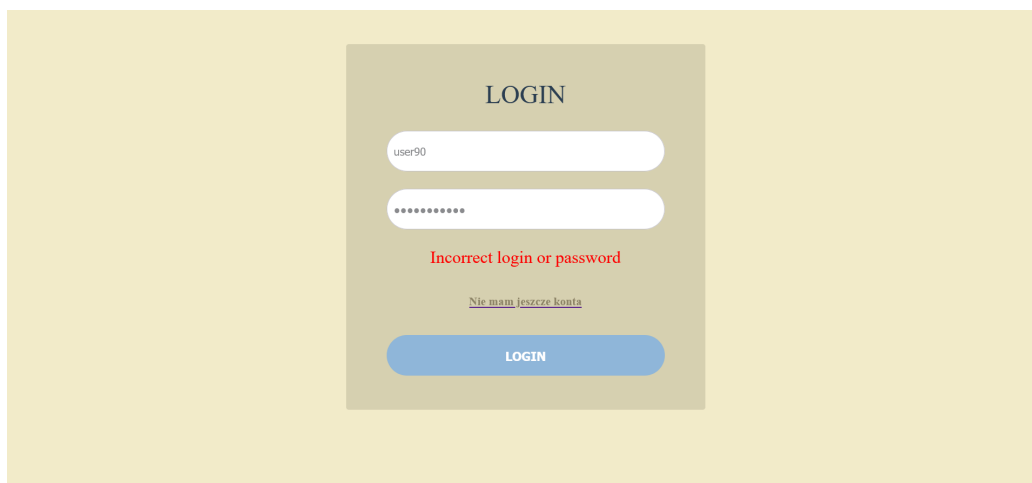 LOGIN
user90
•••••••••••
Incorrect login or password
Nie mam jeszcze konta
LOGIN